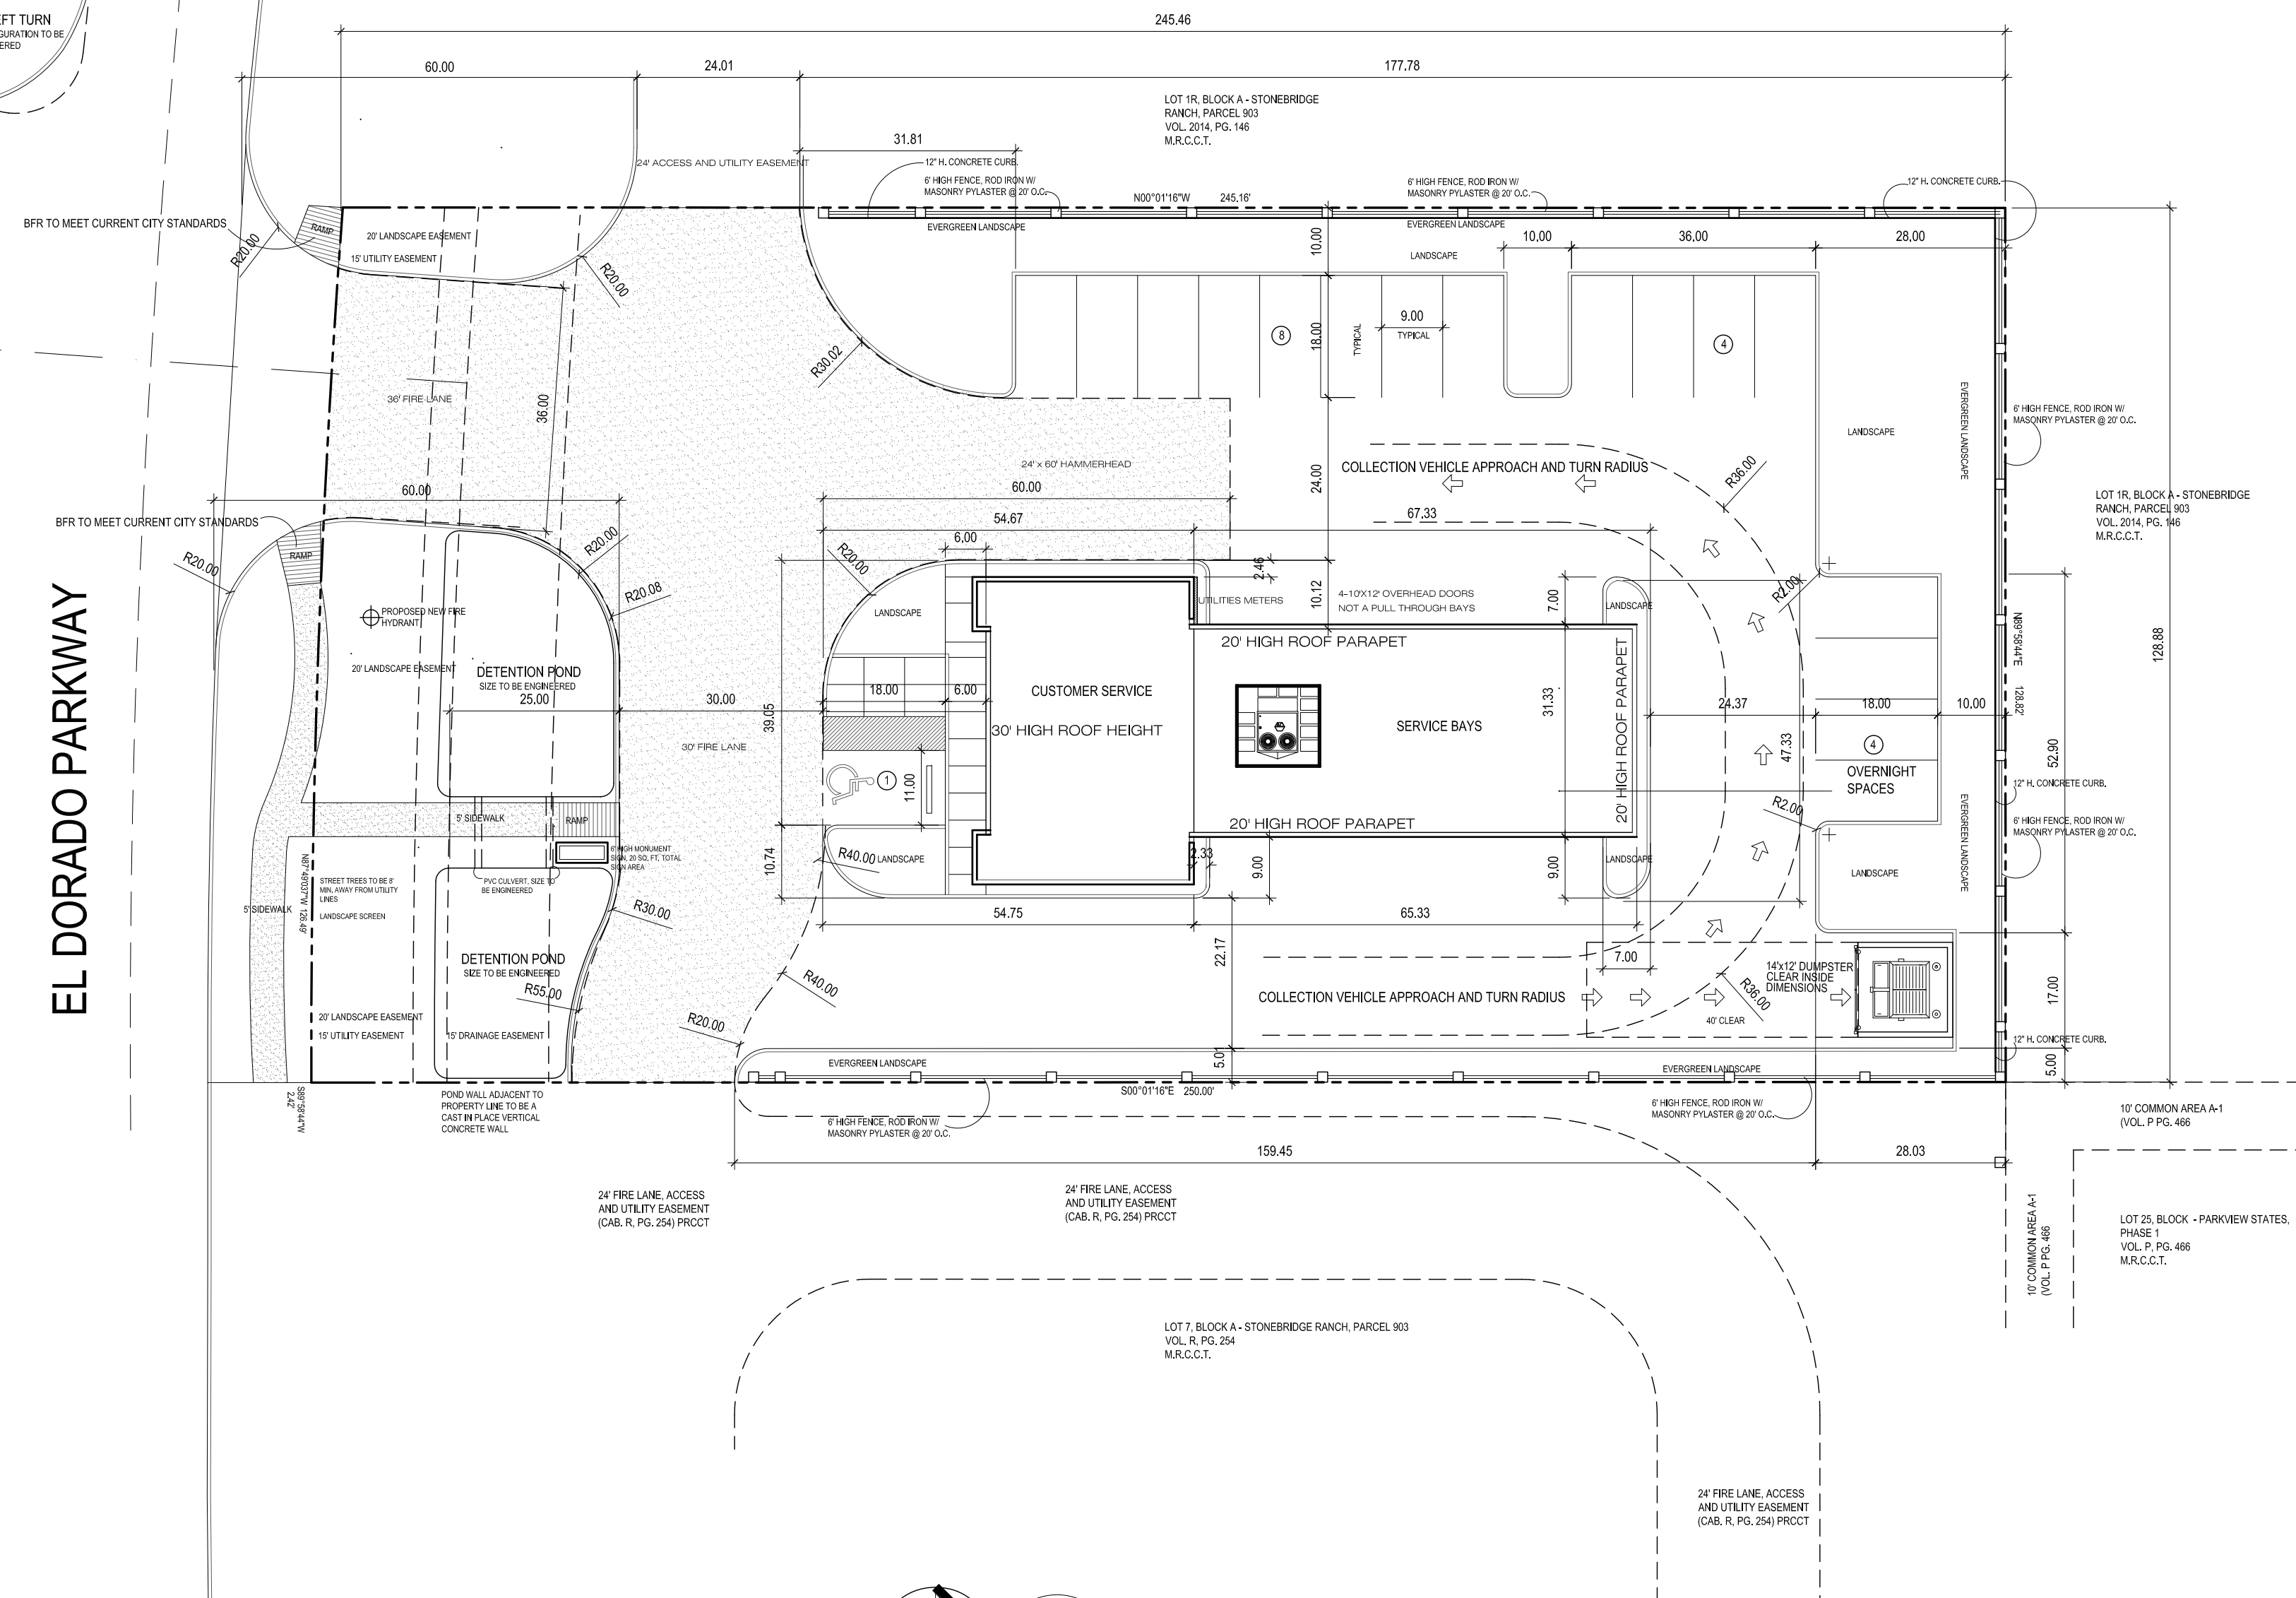 EFT TURN
GURATION TO BE
ERED
245.46
60.00
24.01
177.78
LOT 1R, BLOCK A - STONEBRIDGE
RANCH, PARCEL 903
VOL. 2014, PG. 146
M.R.C.C.T.
31.81
24' ACCESS AND UTILITY EASEMENT
12" H. CONCRETE CURB.
6' HIGH FENCE, ROD IRON W/
MASONRY PYLASTER @ 20' O.C.
N00°01'16"W 245.16'
6' HIGH FENCE, ROD IRON W/
MASONRY PYLASTER @ 20' O.C.
12" H. CONCRETE CURB.
BFR TO MEET CURRENT CITY STANDARDS
RAMP
R20.00
20' LANDSCAPE EASEMENT
15' UTILITY EASEMENT
R20.00
EVERGREEN LANDSCAPE
EVERGREEN LANDSCAPE
10.00
LANDSCAPE
10.00
36.00
28.00
R30.02
8
18.00
TYPICAL
9.00
TYPICAL
4
36' FIRE LANE
36.00
EVERGREEN LANDSCAPE
6' HIGH FENCE, ROD IRON W/
MASONRY PYLASTER @ 20' O.C.
LANDSCAPE
24' x 60' HAMMERHEAD
60.00
24.00
COLLECTION VEHICLE APPROACH AND TURN RADIUS
R36.00
60.00
54.67
67.33
LOT 1R, BLOCK A - STONEBRIDGE
RANCH, PARCEL 903
VOL. 2014, PG. 146
M.R.C.C.T.
BFR TO MEET CURRENT CITY STANDARDS
RAMP
R20.00
R20.00
R20.08
R20.00
6.00
2.46
10.12
UTILITIES METERS
4-10'X12' OVERHEAD DOORS
NOT A PULL THROUGH BAYS
7.00
LANDSCAPE
R2.00
PROPOSED NEW FIRE
HYDRANT
LANDSCAPE
20' HIGH ROOF PARAPET
N89°58'44"E 128.82'
128.88
EL DORADO PARKWAY
20' LANDSCAPE EASEMENT
DETENTION POND
SIZE TO BE ENGINEERED
25.00
30.00
39.05
18.00
6.00
CUSTOMER SERVICE
30' HIGH ROOF HEIGHT
SERVICE BAYS
31.33
20' HIGH ROOF PARAPET
24.37
18.00
10.00
47.33
4
OVERNIGHT
SPACES
52.90
30' FIRE LANE
1
11.00
12" H. CONCRETE CURB.
6' HIGH FENCE, ROD IRON W/
MASONRY PYLASTER @ 20' O.C.
5' SIDEWALK
RAMP
20' HIGH ROOF PARAPET
R2.00
EVERGREEN LANDSCAPE
6' HIGH MONUMENT
SIGN, 20 SQ. FT. TOTAL
SIGN AREA
10.74
R40.00
LANDSCAPE
2.33
9.00
9.00
LANDSCAPE
LANDSCAPE
N87°49'037"W 126.49'
STREET TREES TO BE 8'
MIN. AWAY FROM UTILITY
LINES
LANDSCAPE SCREEN
PVC CULVERT, SIZE TO
BE ENGINEERED
5' SIDEWALK
R30.00
54.75
65.33
22.17
7.00
DETENTION POND
SIZE TO BE ENGINEERED
R55.00
R40.00
R20.00
COLLECTION VEHICLE APPROACH AND TURN RADIUS
14'x12' DUMPSTER
CLEAR INSIDE
DIMENSIONS
R36.00
40' CLEAR
17.00
20' LANDSCAPE EASEMENT
15' UTILITY EASEMENT
15' DRAINAGE EASEMENT
5.01
EVERGREEN LANDSCAPE
EVERGREEN LANDSCAPE
12" H. CONCRETE CURB.
5.00
S89°58'44"W
2.42'
POND WALL ADJACENT TO
PROPERTY LINE TO BE A
CAST IN PLACE VERTICAL
CONCRETE WALL
S00°01'16"E 250.00'
6' HIGH FENCE, ROD IRON W/
MASONRY PYLASTER @ 20' O.C.
6' HIGH FENCE, ROD IRON W/
MASONRY PYLASTER @ 20' O.C.
10' COMMON AREA A-1
(VOL. P PG. 466
159.45
28.03
24' FIRE LANE, ACCESS
AND UTILITY EASEMENT
(CAB. R, PG. 254) PRCCT
24' FIRE LANE, ACCESS
AND UTILITY EASEMENT
(CAB. R, PG. 254) PRCCT
10' COMMON AREA A-1
(VOL. P PG. 466
LOT 25, BLOCK - PARKVIEW STATES,
PHASE 1
VOL. P, PG. 466
M.R.C.C.T.
LOT 7, BLOCK A - STONEBRIDGE RANCH, PARCEL 903
VOL. R, PG. 254
M.R.C.C.T.
24' FIRE LANE, ACCESS
AND UTILITY EASEMENT
(CAB. R, PG. 254) PRCCT